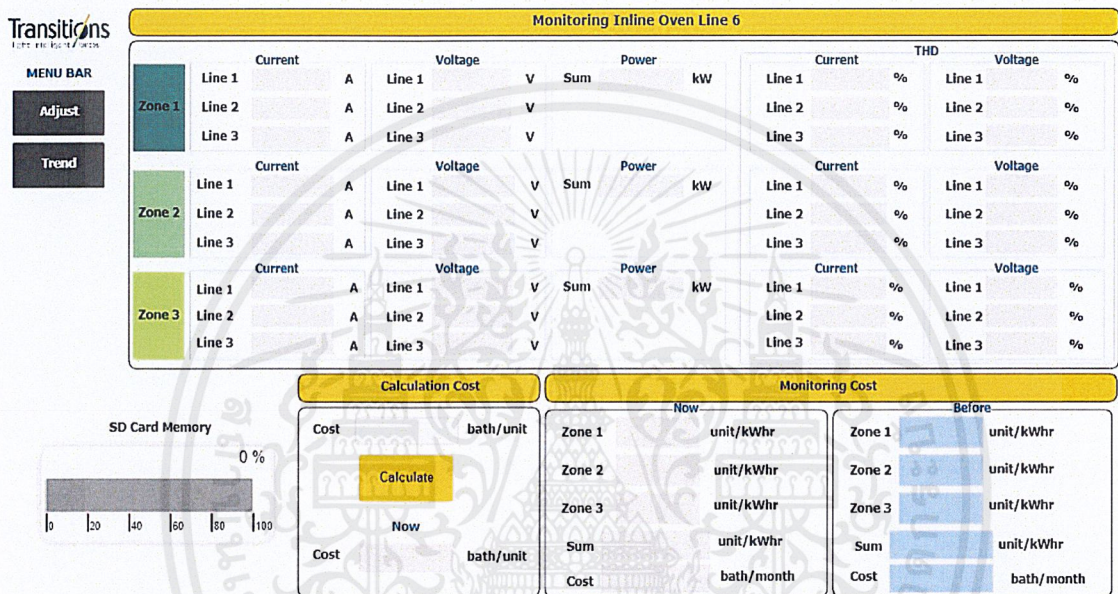 Transitions
Monitoring Inline Oven Line 6
MENU BAR
Adjust
Trend
THD
Current Voltage Power Current Voltage
Zone 1
Line 1 A Line 1 V Sum kW Line 1 % Line 1 %
Line 2 A Line 2 V Line 2 % Line 2 %
Line 3 A Line 3 V Line 3 % Line 3 %
Current Voltage Power Current Voltage
Zone 2
Line 1 A Line 1 V Sum kW Line 1 % Line 1 %
Line 2 A Line 2 V Line 2 % Line 2 %
Line 3 A Line 3 V Line 3 % Line 3 %
Current Voltage Power Current Voltage
Zone 3
Line 1 A Line 1 V Sum kW Line 1 % Line 1 %
Line 2 A Line 2 V Line 2 % Line 2 %
Line 3 A Line 3 V Line 3 % Line 3 %
SD Card Memory
0 %
0 20 40 60 80 100
Calculation Cost
Cost bath/unit
Calculate
Now
Cost bath/unit
Monitoring Cost
Now
Zone 1 unit/kWhr
Zone 2 unit/kWhr
Zone 3 unit/kWhr
Sum unit/kWhr
Cost bath/month
Before
Zone 1 unit/kWhr
Zone 2 unit/kWhr
Zone 3 unit/kWhr
Sum unit/kWhr
Cost bath/month